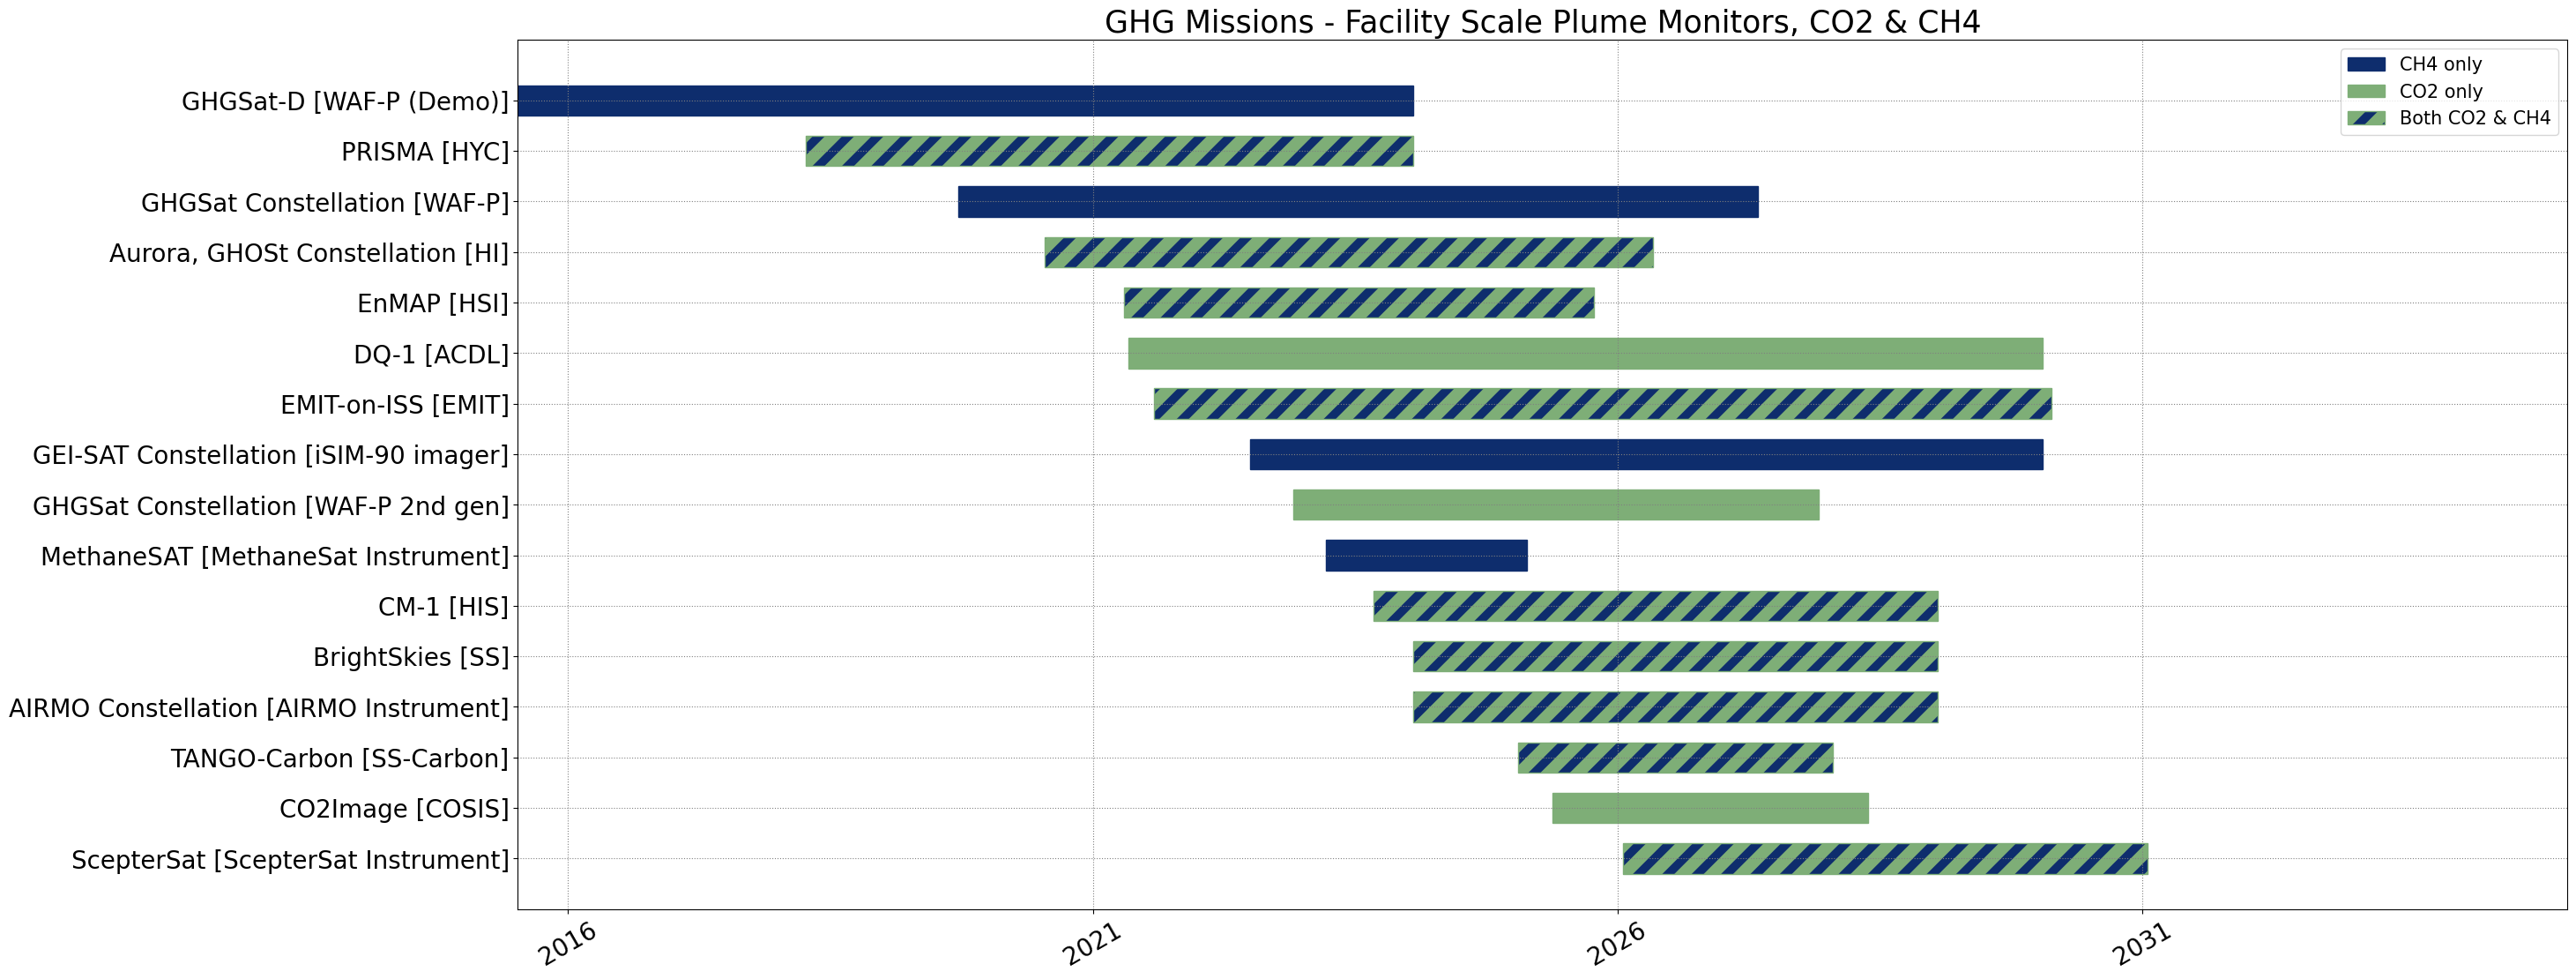 GHG Missions - Facility Scale Plume Monitors, CO2 & CH4
CH4 only
CO2 only
Both CO2 & CH4
GHGSat-D [WAF-P (Demo)]
PRISMA [HYC]
GHGSat Constellation [WAF-P]
Aurora, GHOSt Constellation [HI]
EnMAP [HSI]
DQ-1 [ACDL]
EMIT-on-ISS [EMIT]
GEI-SAT Constellation [iSIM-90 imager]
GHGSat Constellation [WAF-P 2nd gen]
MethaneSAT [MethaneSat Instrument]
CM-1 [HIS]
BrightSkies [SS]
AIRMO Constellation [AIRMO Instrument]
TANGO-Carbon [SS-Carbon]
CO2Image [COSIS]
ScepterSat [ScepterSat Instrument]
2016
2021
2026
2031